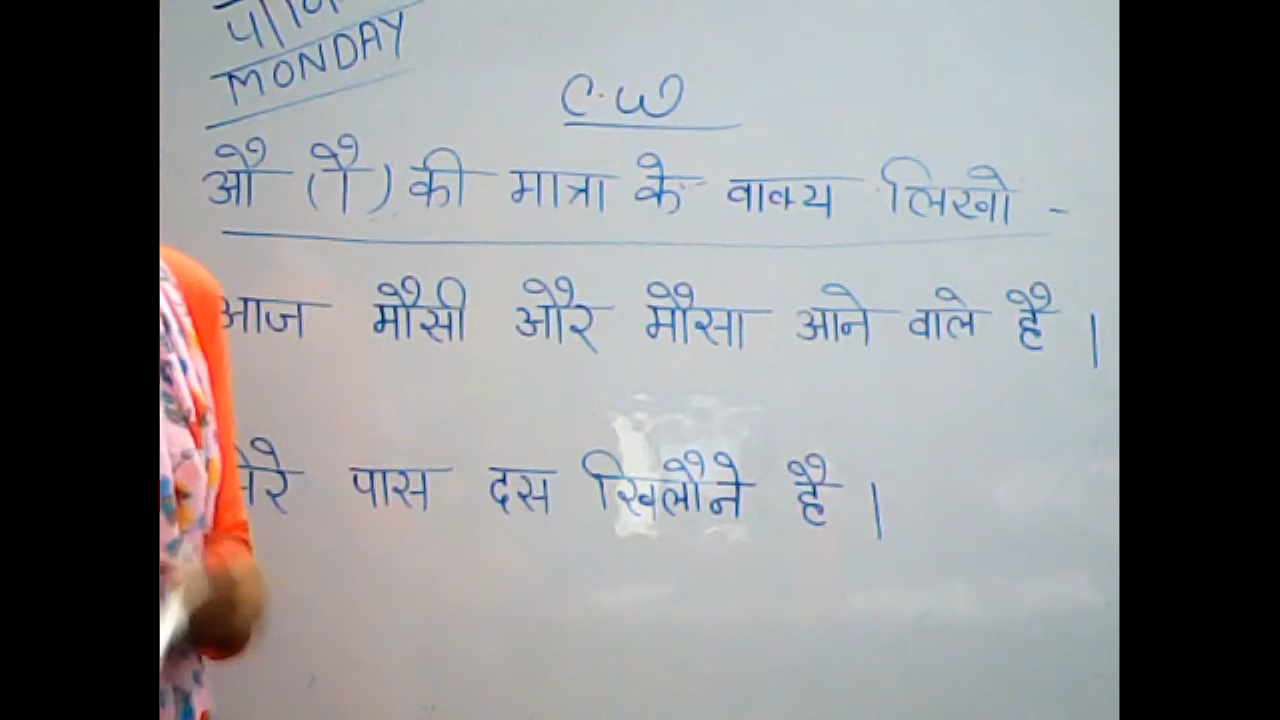 MONDAY
C.W
औ (ौ) की मात्रा के वाक्य लिखो -
आज मौसी और मौसा आने वाले है ।
पास दस खिलौने है ।